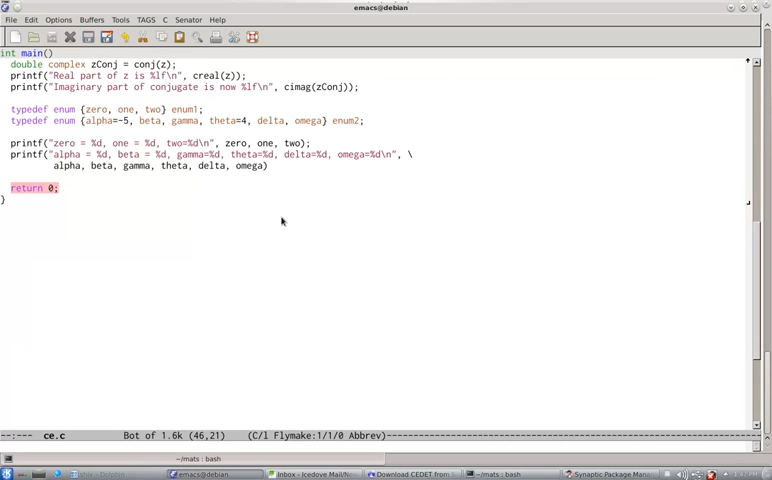 emacs@debian
File Edit Options Buffers Tools TAGS C Senator Help
int main()
double complex zConj = conj(z);
printf("Real part of z is %lf\n", creal(z));
printf("Imaginary part of conjugate is now %lf\n", cimag(zConj));
typedef enum {zero, one, two} enum1;
typedef enum {alpha=-5, beta, gamma, theta=4, delta, omega} enum2;
printf("zero = %d, one = %d, two=%d\n", zero, one, two);
printf("alpha = %d, beta = %d, gamma=%d, theta=%d, delta=%d, omega=%d\n", \
alpha, beta, gamma, theta, delta, omega)
return 0;
}
--:--- ce.c Bot of 1.6k (46,21) (C/l Flymake:1/1/0 Abbrev)
~/mats : bash
Dolphin emacs@debian Inbox - Icedove Mail/Ne Download CEDET from S ~/mats : bash Synaptic Package Man